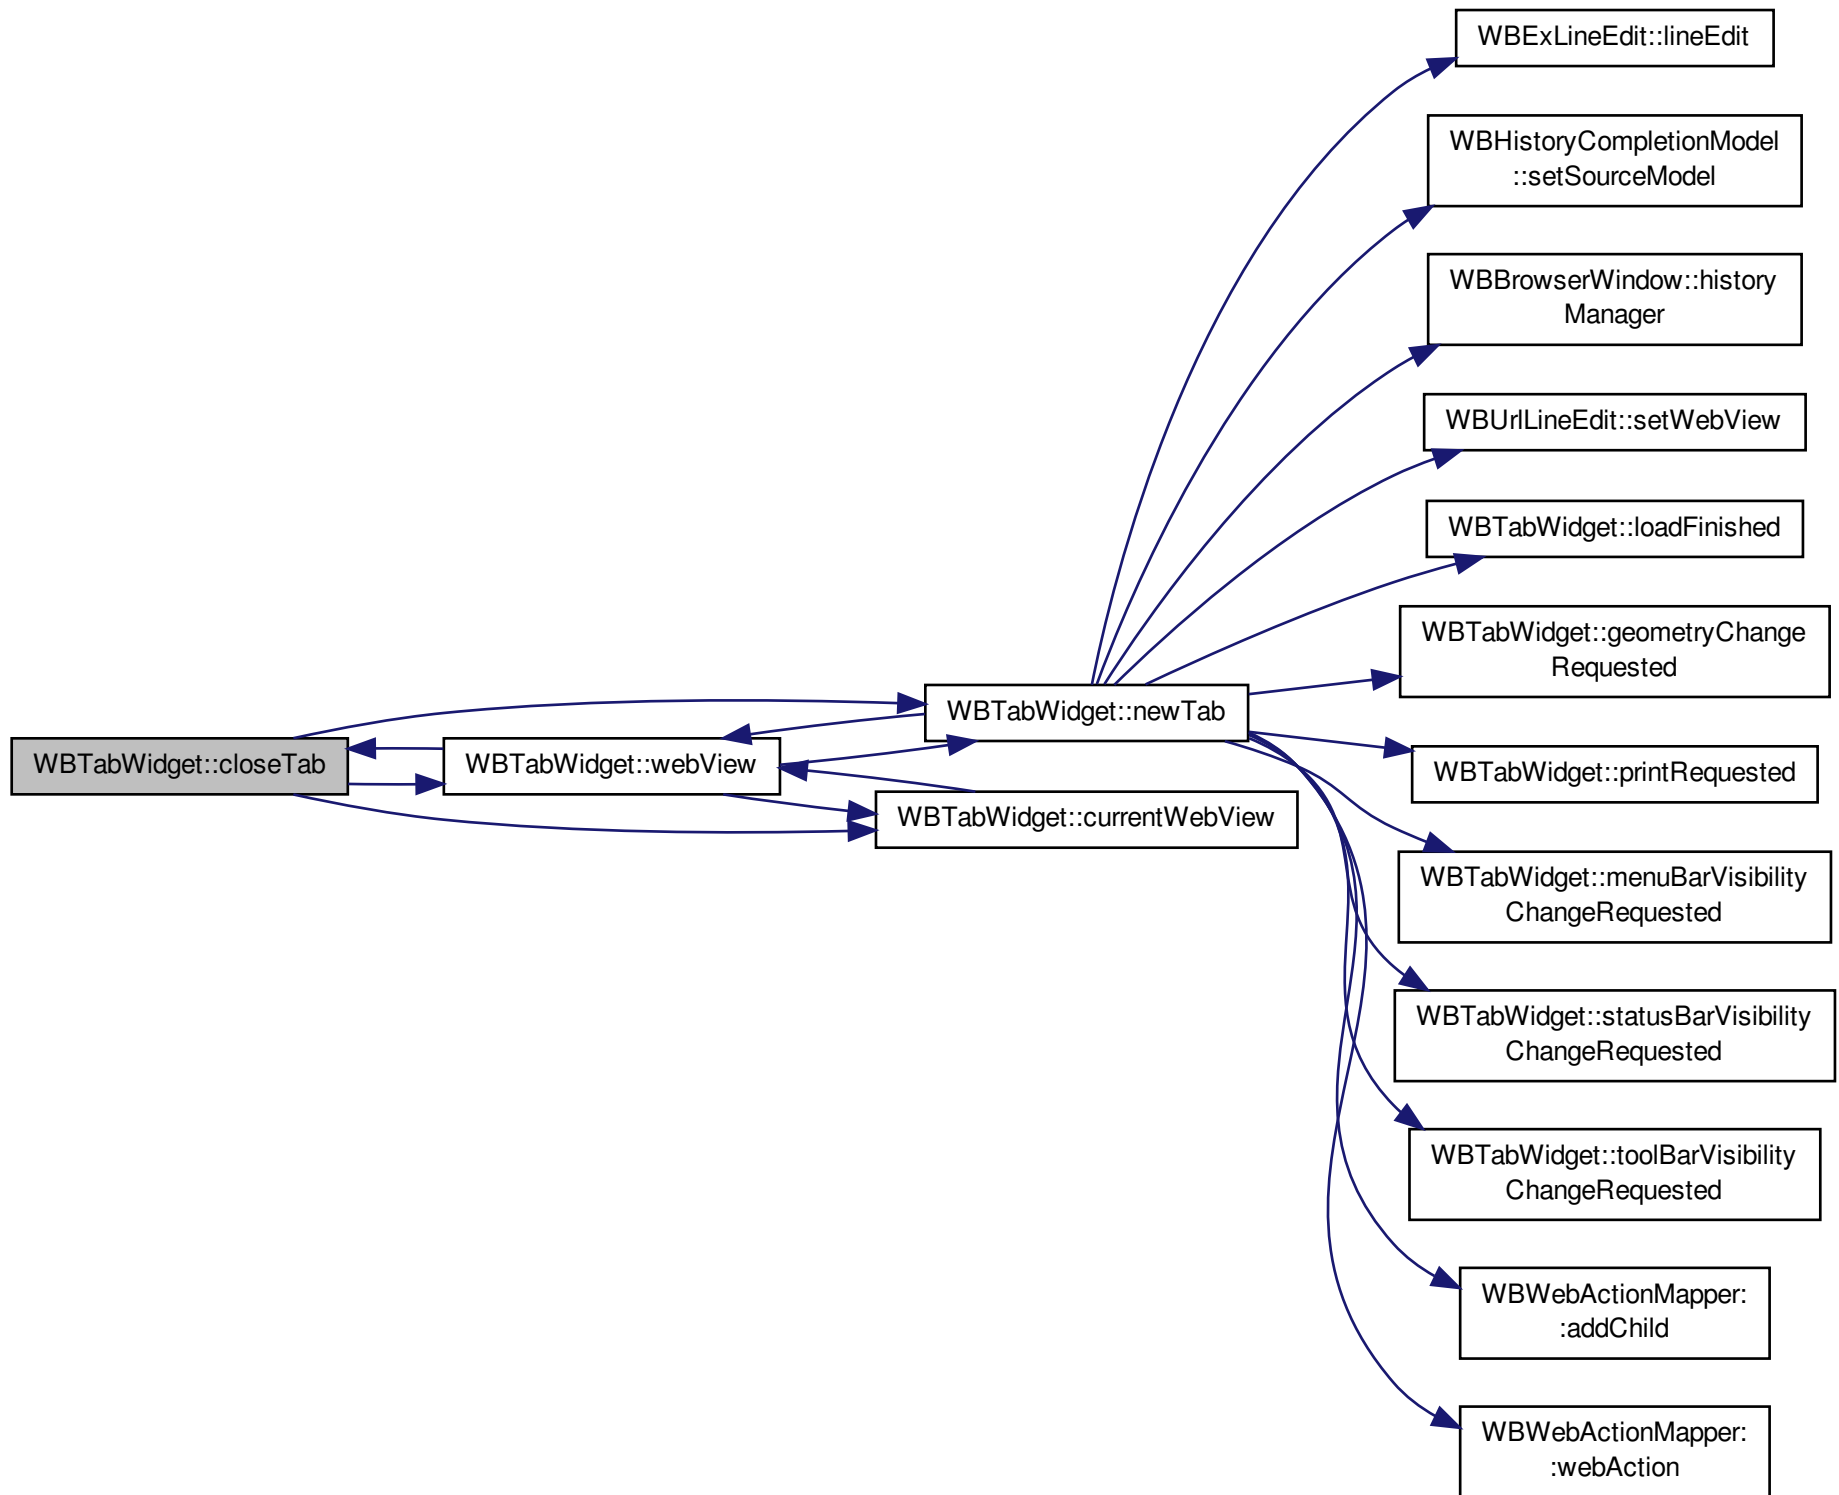 WBTabWidget::closeTab
WBTabWidget::webView
WBTabWidget::newTab
WBTabWidget::currentWebView
WBExLineEdit::lineEdit
WBHistoryCompletionModel
::setSourceModel
WBBrowserWindow::history
Manager
WBUrlLineEdit::setWebView
WBTabWidget::loadFinished
WBTabWidget::geometryChange
Requested
WBTabWidget::printRequested
WBTabWidget::menuBarVisibility
ChangeRequested
WBTabWidget::statusBarVisibility
ChangeRequested
WBTabWidget::toolBarVisibility
ChangeRequested
WBWebActionMapper:
:addChild
WBWebActionMapper:
:webAction